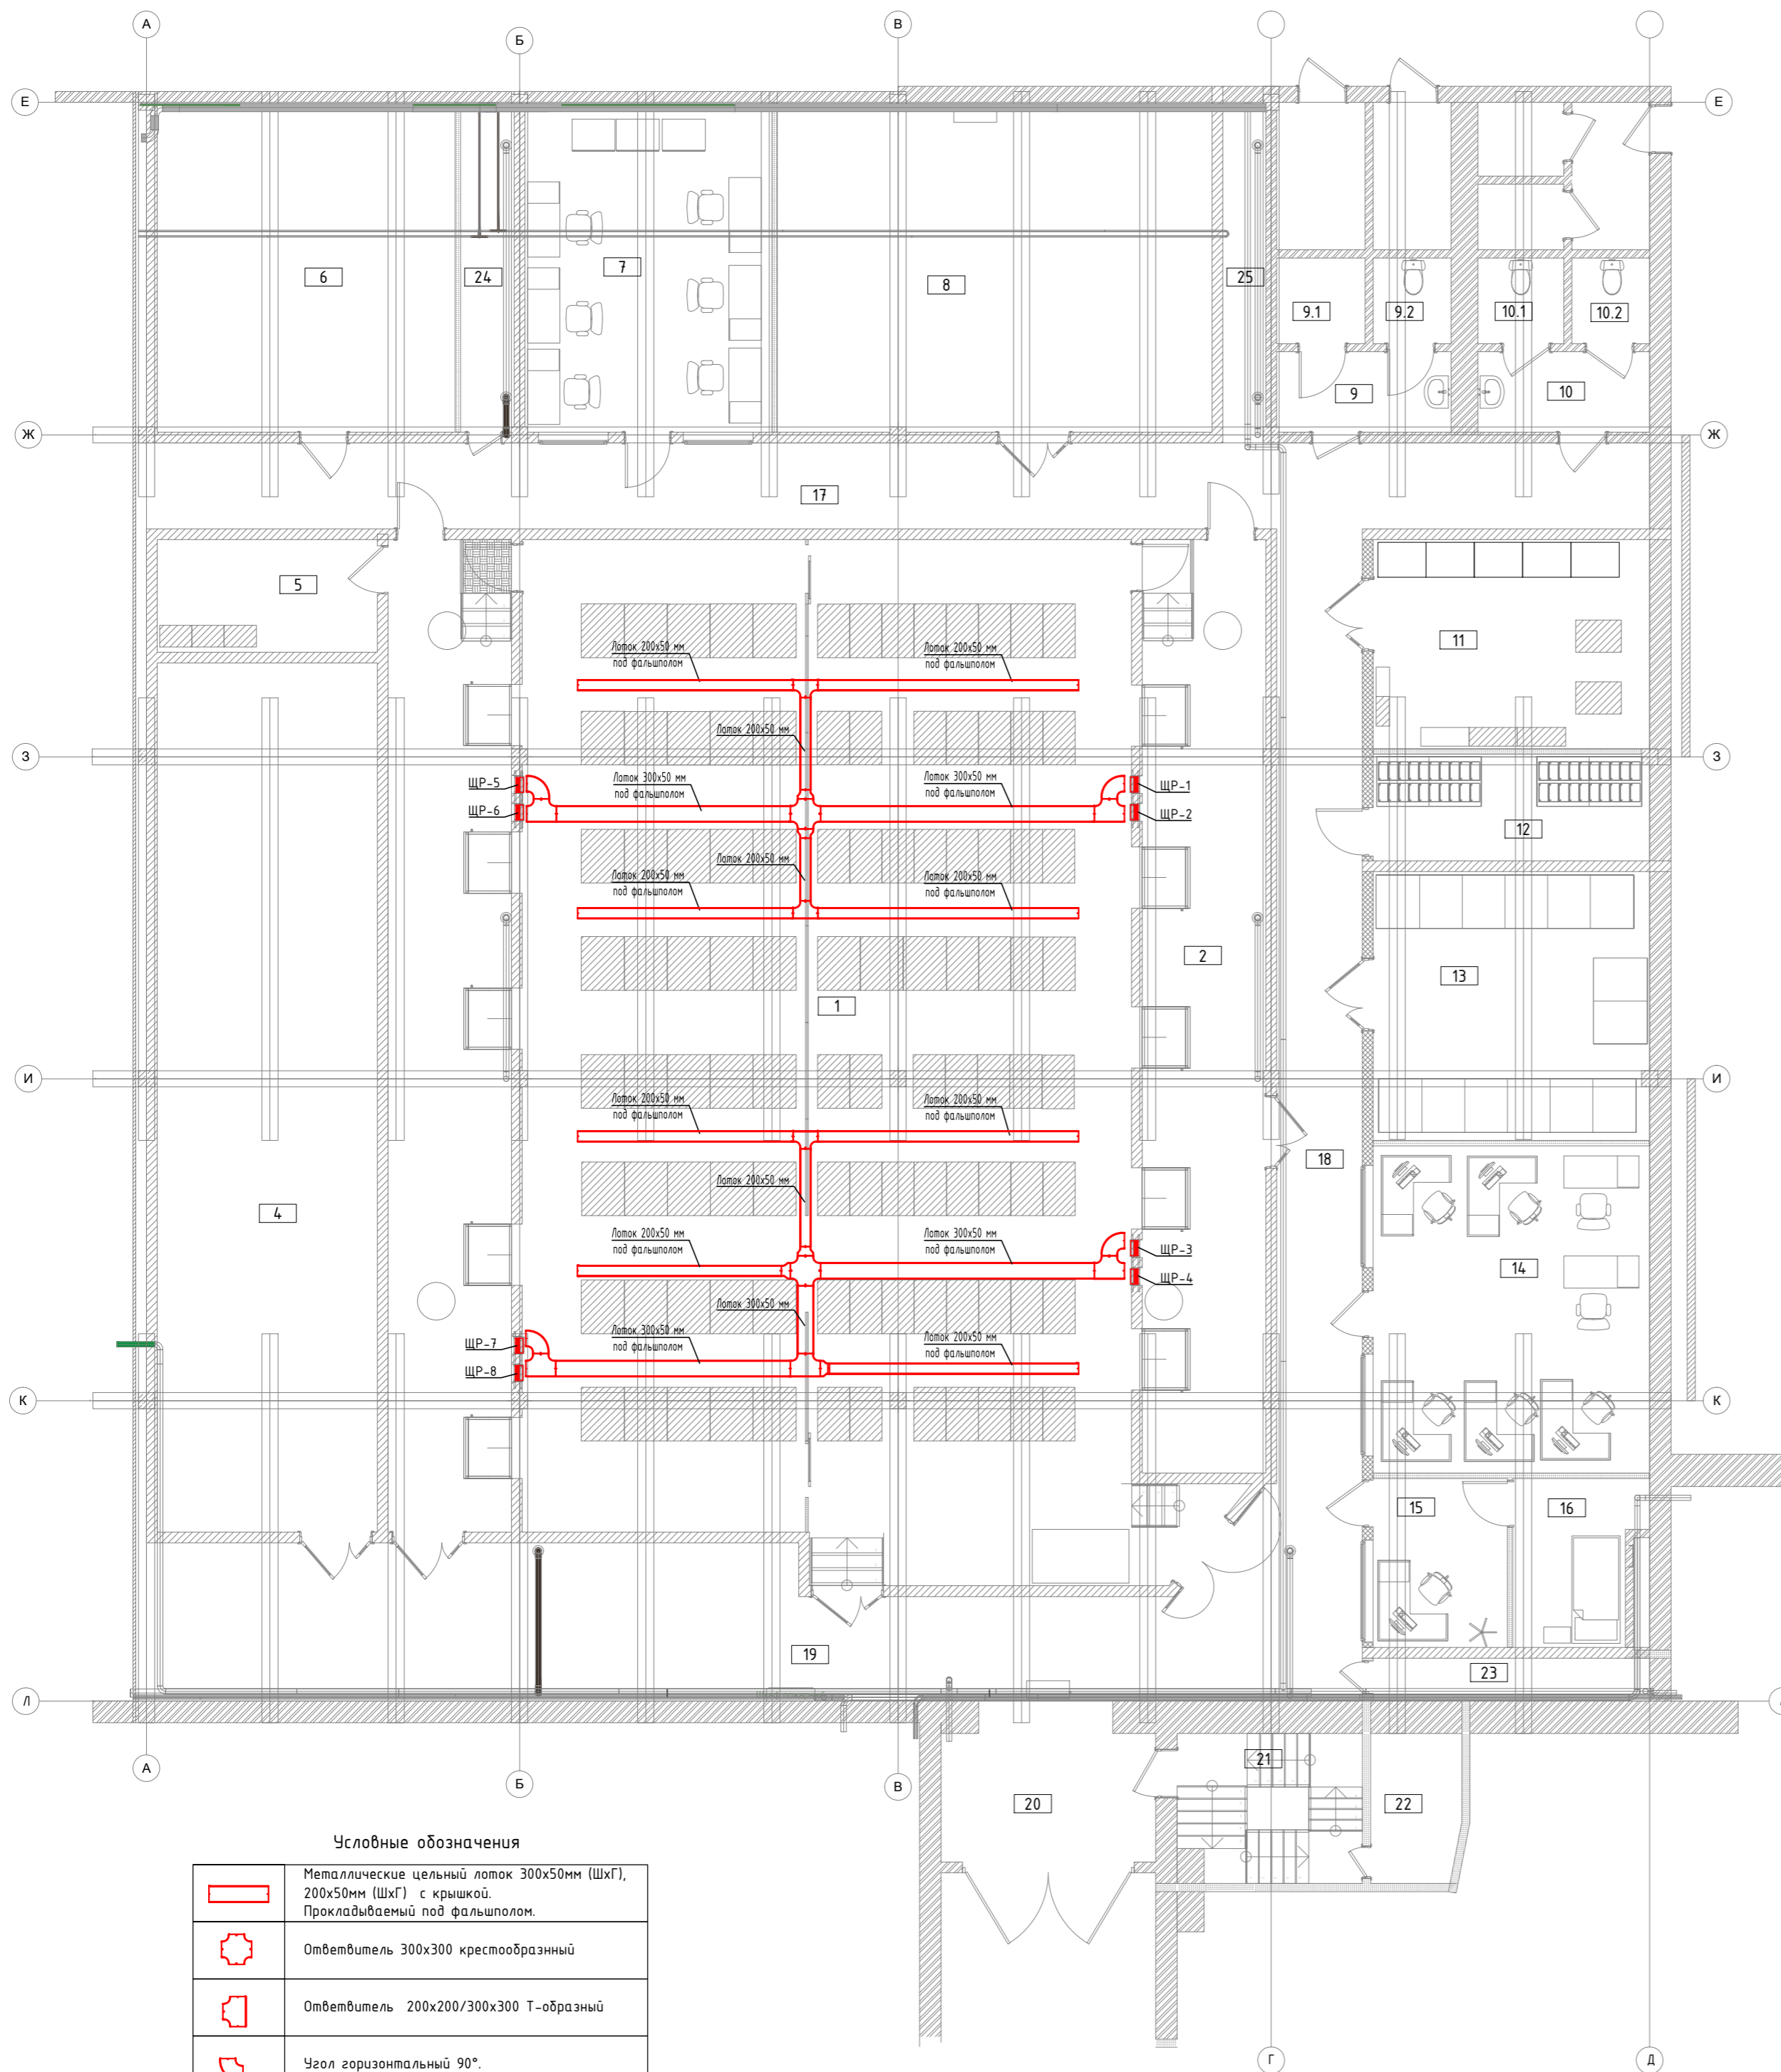 А
В
Б
Е
Е
6
24
7
8
25
9.1
9.2
10.1
10.2
9
10
Ж
Ж
17
5
11
Лоток 200х50 мм
под фальшполом
Лоток 200х50 мм
под фальшполом
Лоток 200х50 мм
З
З
ЩР-5
Лоток 300х50 мм
под фальшполом
Лоток 300х50 мм
под фальшполом
ЩР-1
ЩР-6
ЩР-2
12
Лоток 200х50 мм
Лоток 200х50 мм
под фальшполом
Лоток 200х50 мм
под фальшполом
2
13
1
И
И
Лоток 200х50 мм
под фальшполом
Лоток 200х50 мм
под фальшполом
18
Лоток 200х50 мм
4
Лоток 200х50 мм
под фальшполом
Лоток 300х50 мм
под фальшполом
ЩР-3
14
ЩР-4
Лоток 300х50 мм
ЩР-7
Лоток 300х50 мм
под фальшполом
Лоток 200х50 мм
под фальшполом
ЩР-8
К
К
15
16
19
23
Л
А
Б
В
21
20
22
Условные обозначения
Металлические цельный лоток 300х50мм (ШхГ),
200х50мм (ШхГ) с крышкой.
Прокладываемый под фальшполом.
Ответвитель 300х300 крестообразнный
Ответвитель 200х200/300х300 Т-образный
Угол горизонтальный 90°.
Г
Д